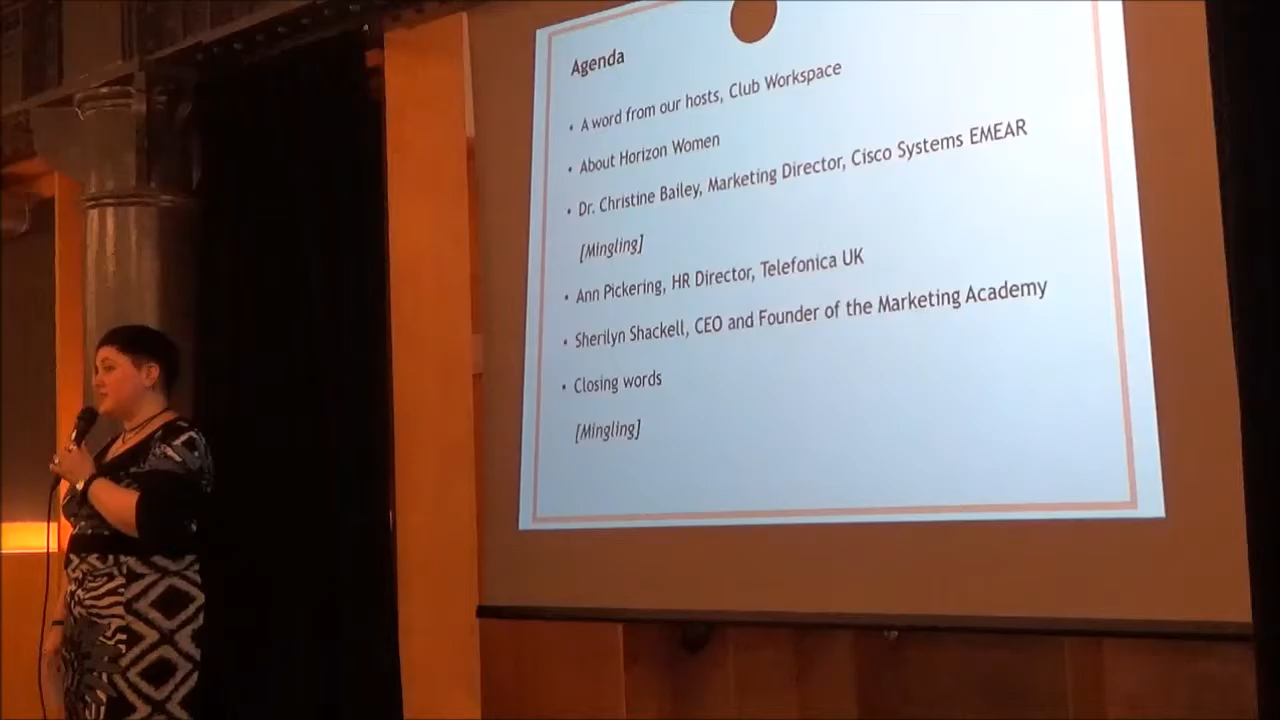 Agenda
• A word from our hosts, Club Workspace
• About Horizon Women
• Dr. Christine Bailey, Marketing Director, Cisco Systems EMEAR
[Mingling]
• Ann Pickering, HR Director, Telefonica UK
• Sherilyn Shackell, CEO and Founder of the Marketing Academy
• Closing words
[Mingling]